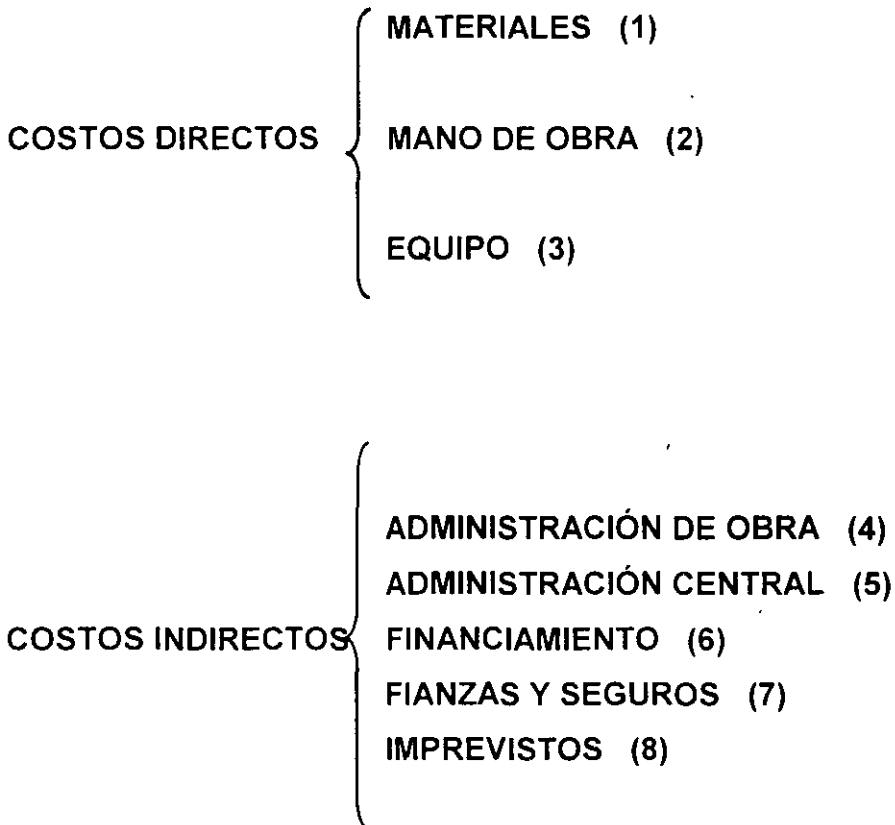 MATERIALES (1)
COSTOS DIRECTOS MANO DE OBRA (2)
EQUIPO (3)
ADMINISTRACIÓN DE OBRA (4)
ADMINISTRACIÓN CENTRAL (5)
COSTOS INDIRECTOS FINANCIAMIENTO (6)
FIANZAS Y SEGUROS (7)
IMPREVISTOS (8)